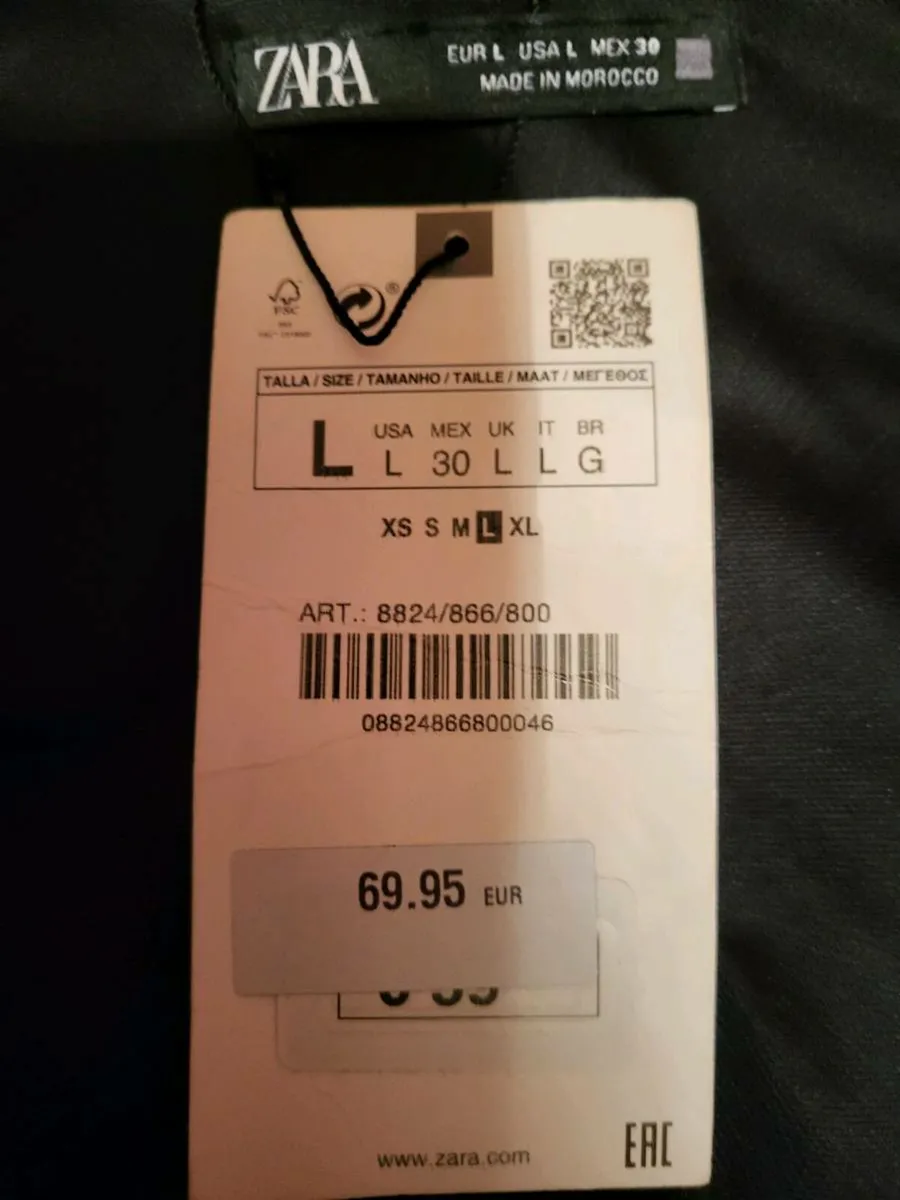 ZARA
EUR L USA L MEX 30
MADE IN MOROCCO
FSC
TALLA / SIZE / TAMANHO / TAILLE / MAAT / ΜΕΓΕΘΟΣ
USA MEX UK IT BR
L L 30 L L G
XS S M L XL
ART.: 8824/866/800
08824866800046
69.95 EUR
www.zara.com
EAC